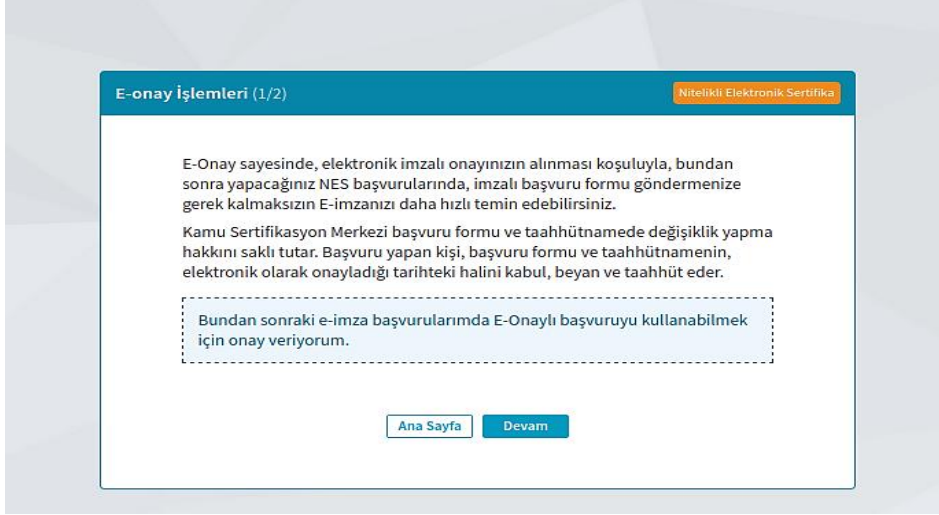 E-onay İşlemleri (1/2)
Nitelikli Elektronik Sertifika
E-Onay sayesinde, elektronik imzalı onayınızın alınması koşuluyla, bundan
sonra yapacağınız NES başvurularında, imzalı başvuru formu göndermenize
gerek kalmaksızın E-imzanızı daha hızlı temin edebilirsiniz.
Kamu Sertifikasyon Merkezi başvuru formu ve taahhütnamede değişiklik yapma
hakkını saklı tutar. Başvuru yapan kişi, başvuru formu ve taahhütnamenin,
elektronik olarak onayladığı tarihteki halini kabul, beyan ve taahhüt eder.
Bundan sonraki e-imza başvurularımda E-Onaylı başvuruyu kullanabilmek
için onay veriyorum.
Ana Sayfa
Devam